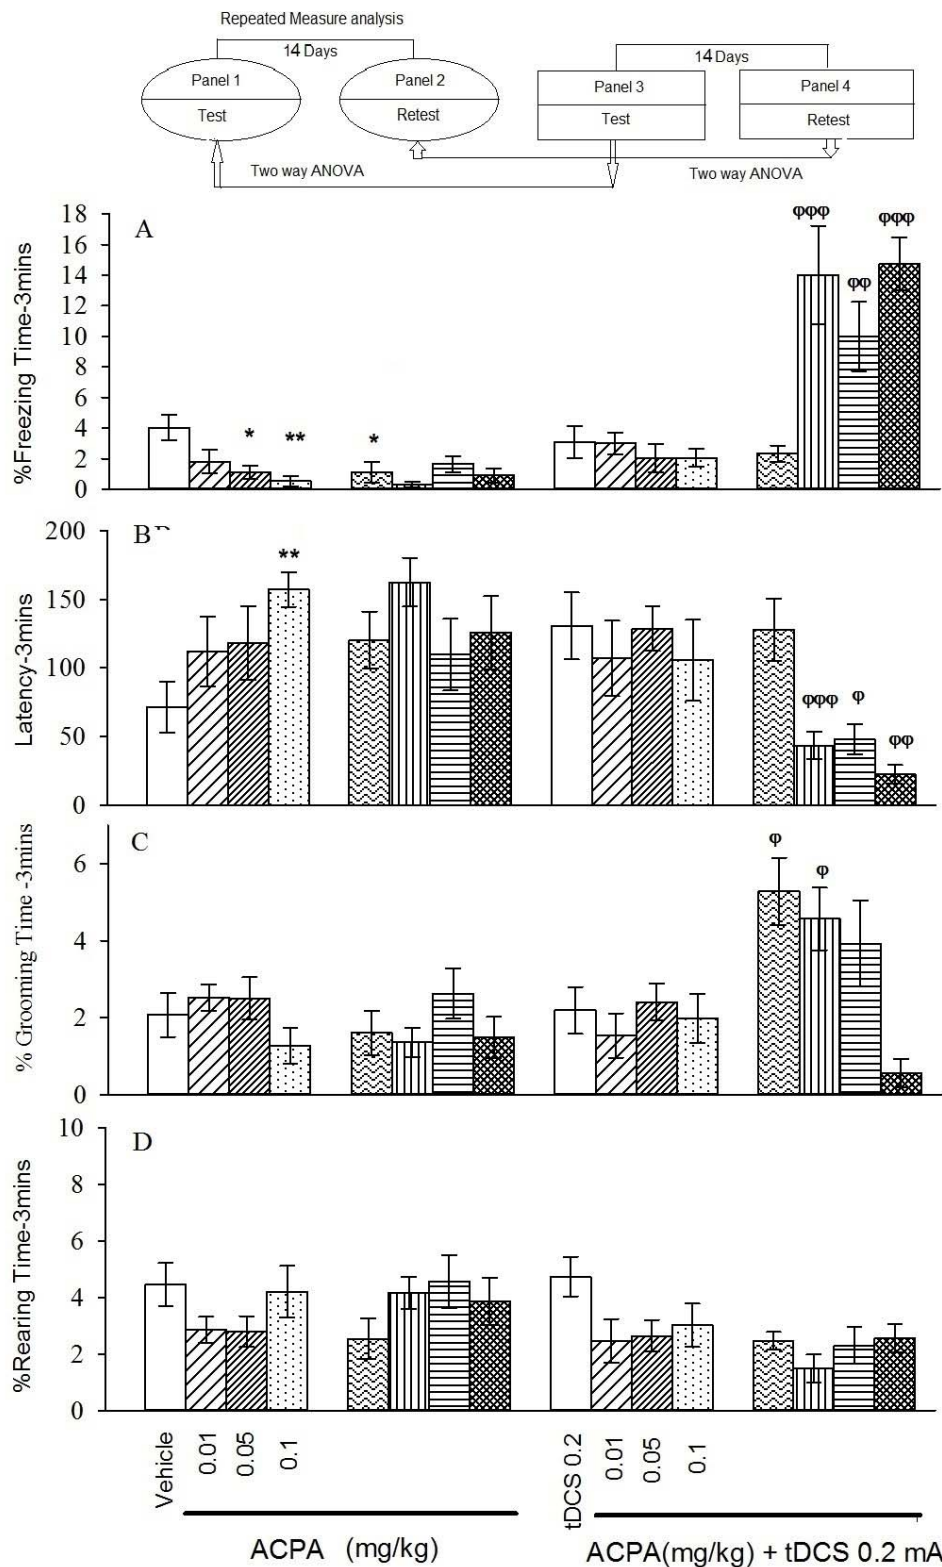 Repeated Measure analysis
14 Days
14 Days
Panel 1
Test
Panel 2
Retest
Panel 3
Test
Panel 4
Retest
Two way ANOVA
Two way ANOVA
A
%Freezing Time-3mins
18
16
14
12
10
8
6
4
2
0
* ** *
φφφ φφ φφφ
B
Latency-3mins
200
150
100
50
0
**
φφφ φ φφ
C
% Grooming Time -3mins
6
4
2
0
φ φ
D
%Rearing Time-3mins
10
8
6
4
2
0
Vehicle 0.01 0.05 0.1 tDCS 0.2 0.01 0.05 0.1
ACPA (mg/kg)
ACPA(mg/kg) + tDCS 0.2 mA